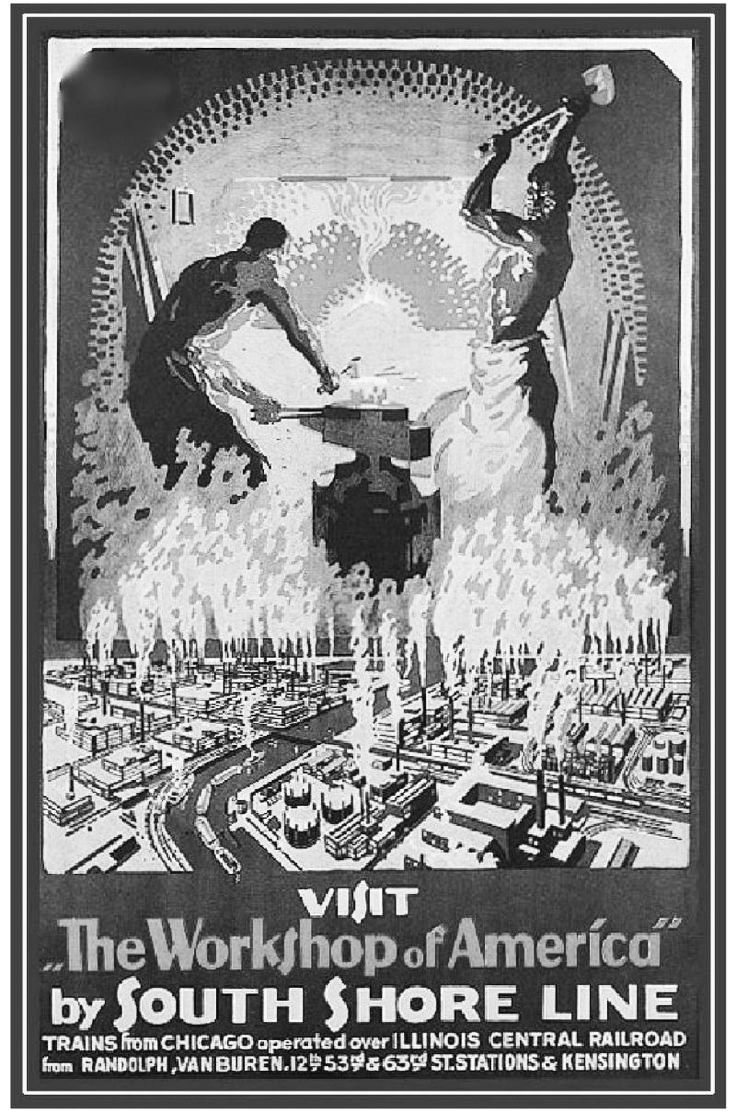 VISIT
„The Workshop of America”
by SOUTH SHORE LINE
TRAINS from CHICAGO operated over ILLINOIS CENTRAL RAILROAD
from RANDOLPH, VAN BUREN. 12th 53rd & 63rd ST. STATIONS & KENSINGTON